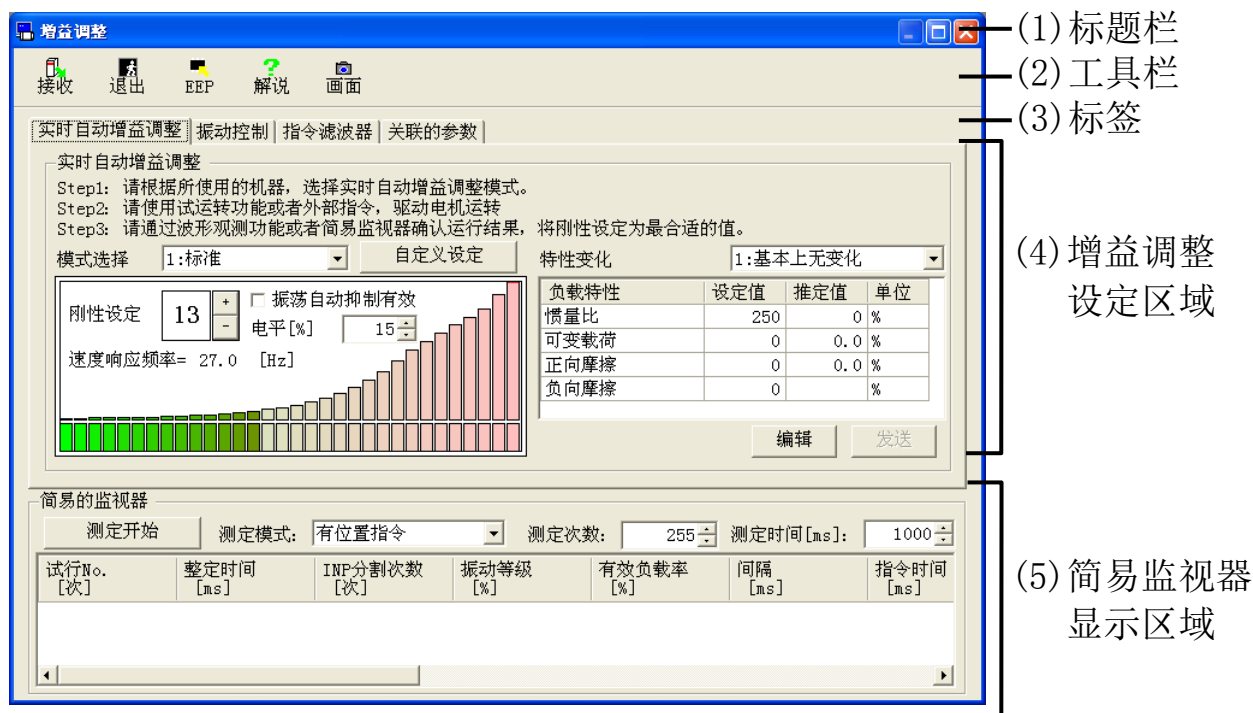 增益调整
(1)标题栏
接收 退出 EEP 解说 画面
(2)工具栏
实时自动增益调整 振动控制 指令滤波器 关联的参数
(3)标签
实时自动增益调整
Step1: 请根据所使用的机器，选择实时自动增益调整模式。
Step2: 请使用试运转功能或者外部指令，驱动电机运转
Step3: 请通过波形观测功能或者简易监视器确认运行结果，将刚性设定为最合适的值。
模式选择 1:标准 自定义设定 特性变化 1:基本上无变化
(4)增益调整
设定区域
刚性设定 13 + -
振荡自动抑制有效
电平[%] 15
速度响应频率= 27.0 [Hz]
负载特性 设定值 推定值 单位
惯量比 250 0 %
可变载荷 0 0.0 %
正向摩擦 0 0.0 %
负向摩擦 0 %
编辑 发送
简易的监视器
测定开始 测定模式: 有位置指令 测定次数: 255 测定时间[ms]: 1000
试行No. 整定时间 INP分割次数 振动等级 有效负载率 间隔 指令时间
[次] [ms] [次] [%] [%] [ms] [ms]
(5)简易监视器
显示区域